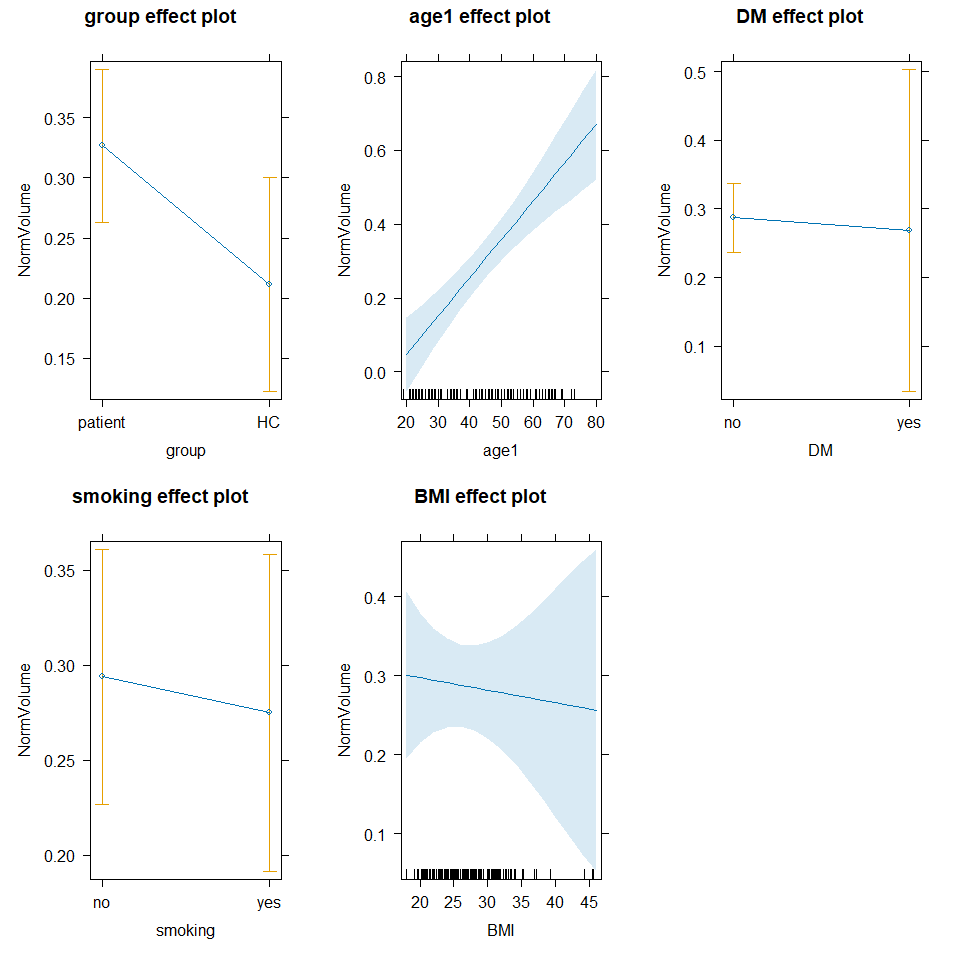 group effect plot
NormVolume
0.35
0.30
0.25
0.20
0.15
patient HC
group
age1 effect plot
NormVolume
0.8
0.6
0.4
0.2
0.0
20 30 40 50 60 70 80
age1
DM effect plot
NormVolume
0.5
0.4
0.3
0.2
0.1
no yes
DM
smoking effect plot
NormVolume
0.35
0.30
0.25
0.20
no yes
smoking
BMI effect plot
NormVolume
0.4
0.3
0.2
0.1
20 25 30 35 40 45
BMI